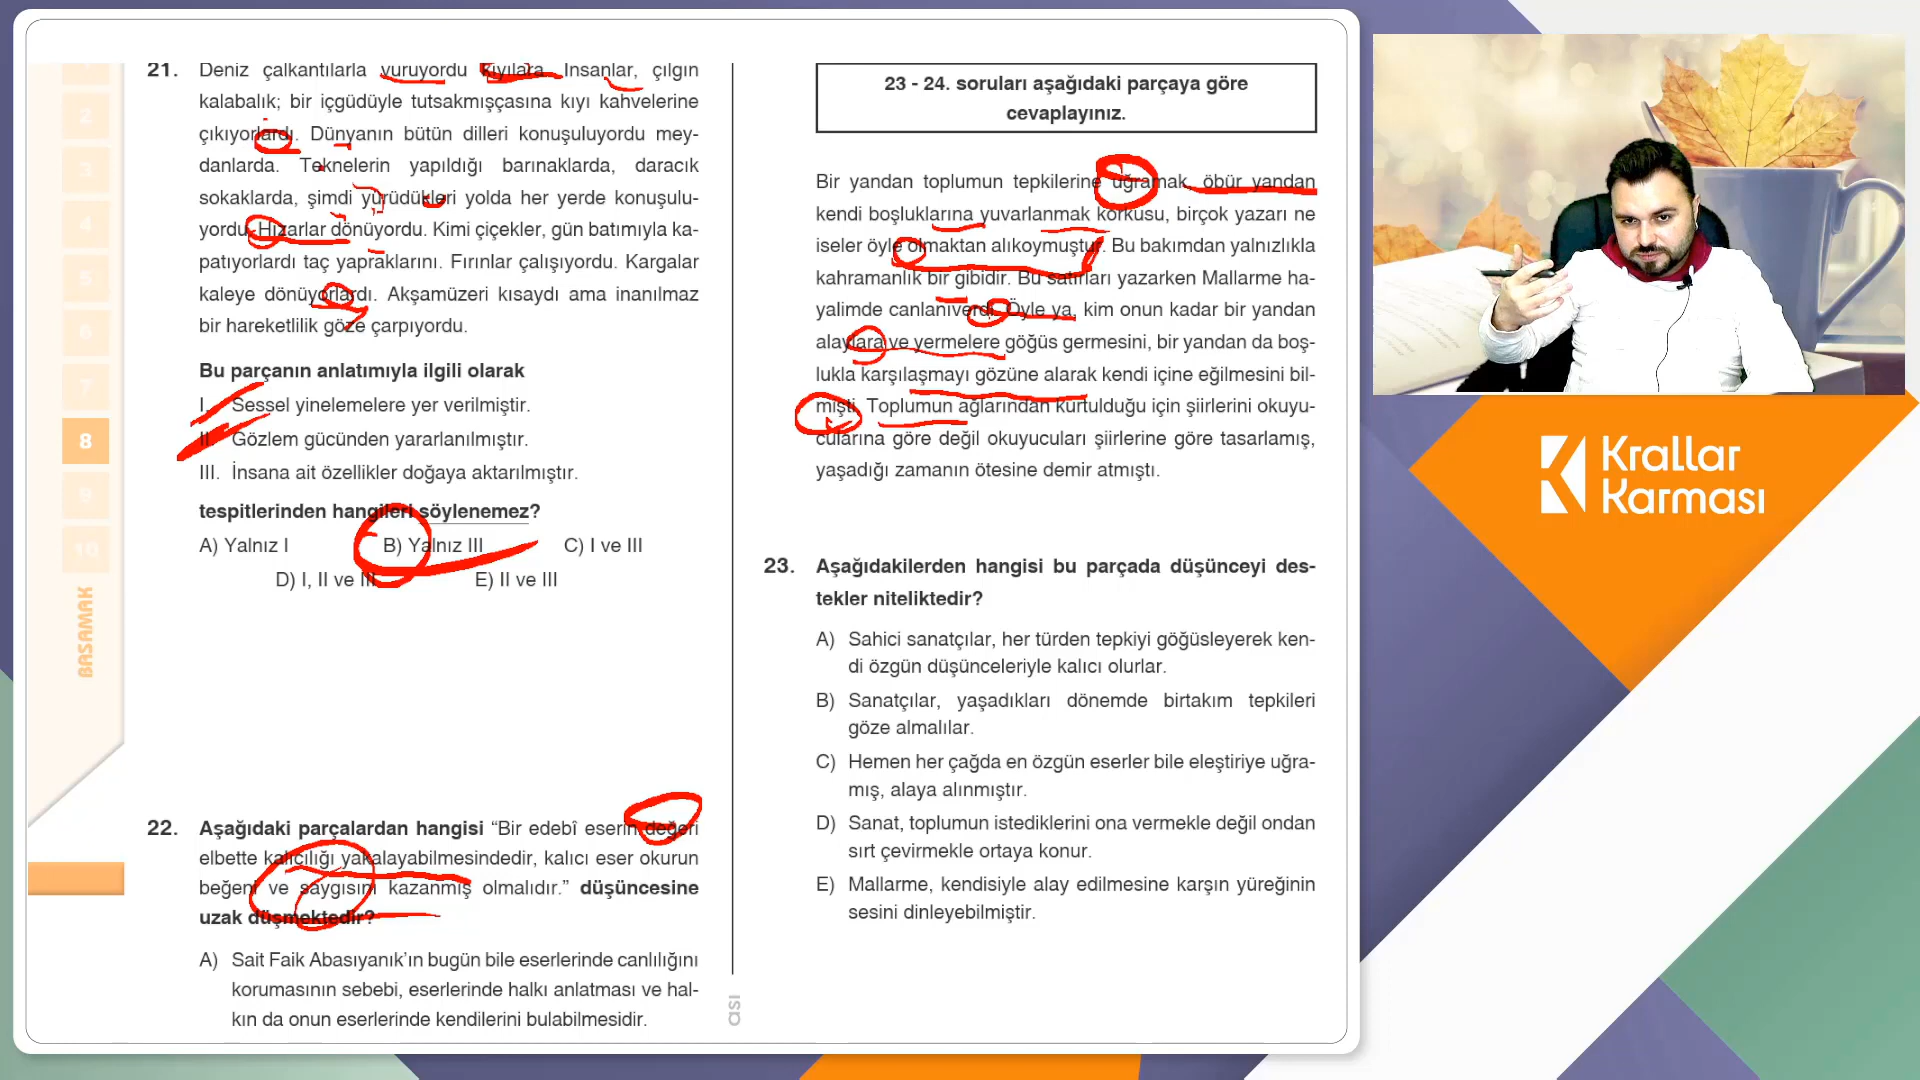 21. Deniz çalkantılarla vuruyordu kıyılara İnsanlar, çılgın
kalabalık; bir içgüdüyle tutsakmışçasına kıyı kahvelerine
çıkıyorlardı. Dünyanın bütün dilleri konuşuluyordu mey-
danlarda. Teknelerin yapıldığı barınaklarda, daracık
sokaklarda, şimdi yürüdükleri yolda her yerde konuşulu-
yordu. Hızarlar dönüyordu. Kimi çiçekler, gün batımıyla ka-
patıyorlardı taç yapraklarını. Fırınlar çalışıyordu. Kargalar
kaleye dönüyorlardı. Akşamüzeri kısaydı ama inanılmaz
bir hareketlilik göze çarpıyordu.
Bu parçanın anlatımıyla ilgili olarak
I. Sessel yinelemelere yer verilmiştir.
II. Gözlem gücünden yararlanılmıştır.
III. İnsana ait özellikler doğaya aktarılmıştır.
tespitlerinden hangileri söylenemez?
A) Yalnız I B) Yalnız III C) I ve III
D) I, II ve III E) II ve III
22. Aşağıdaki parçalardan hangisi “Bir edebî eserin değeri
elbette kalıcılığı yakalayabilmesindedir, kalıcı eser okurun
beğeni ve saygısını kazanmış olmalıdır.” düşüncesine
uzak düşmektedir?
A) Sait Faik Abasıyanık’ın bugün bile eserlerinde canlılığını
korumasının sebebi, eserlerinde halkı anlatması ve hal-
kın da onun eserlerinde kendilerini bulabilmesidir.
23 - 24. soruları aşağıdaki parçaya göre
cevaplayınız.
Bir yandan toplumun tepkilerine uğramak, öbür yandan
kendi boşluklarına yuvarlanmak korkusu, birçok yazarı ne
iseler öyle olmaktan alıkoymuştur. Bu bakımdan yalnızlıkla
kahramanlık bir gibidir. Bu satırları yazarken Mallarme ha-
yalimde canlanıverdi. Öyle ya, kim onun kadar bir yandan
alaylara ve yermelere göğüs germesini, bir yandan da boş-
lukla karşılaşmayı gözüne alarak kendi içine eğilmesini bil-
mişti. Toplumun ağlarından kurtulduğu için şiirlerini okuyu-
cularına göre değil okuyucuları şiirlerine göre tasarlamış,
yaşadığı zamanın ötesine demir atmıştı.
23. Aşağıdakilerden hangisi bu parçada düşünceyi des-
tekler niteliktedir?
A) Sahici sanatçılar, her türden tepkiyi göğüsleyerek ken-
di özgün düşünceleriyle kalıcı olurlar.
B) Sanatçılar, yaşadıkları dönemde birtakım tepkileri
göze almalılar.
C) Hemen her çağda en özgün eserler bile eleştiriye uğra-
mış, alaya alınmıştır.
D) Sanat, toplumun istediklerini ona vermekle değil ondan
sırt çevirmekle ortaya konur.
E) Mallarme, kendisiyle alay edilmesine karşın yüreğinin
sesini dinleyebilmiştir.
2
3
4
5
6
7
8
9
10
BASAMAK
ası
Krallar
Karması